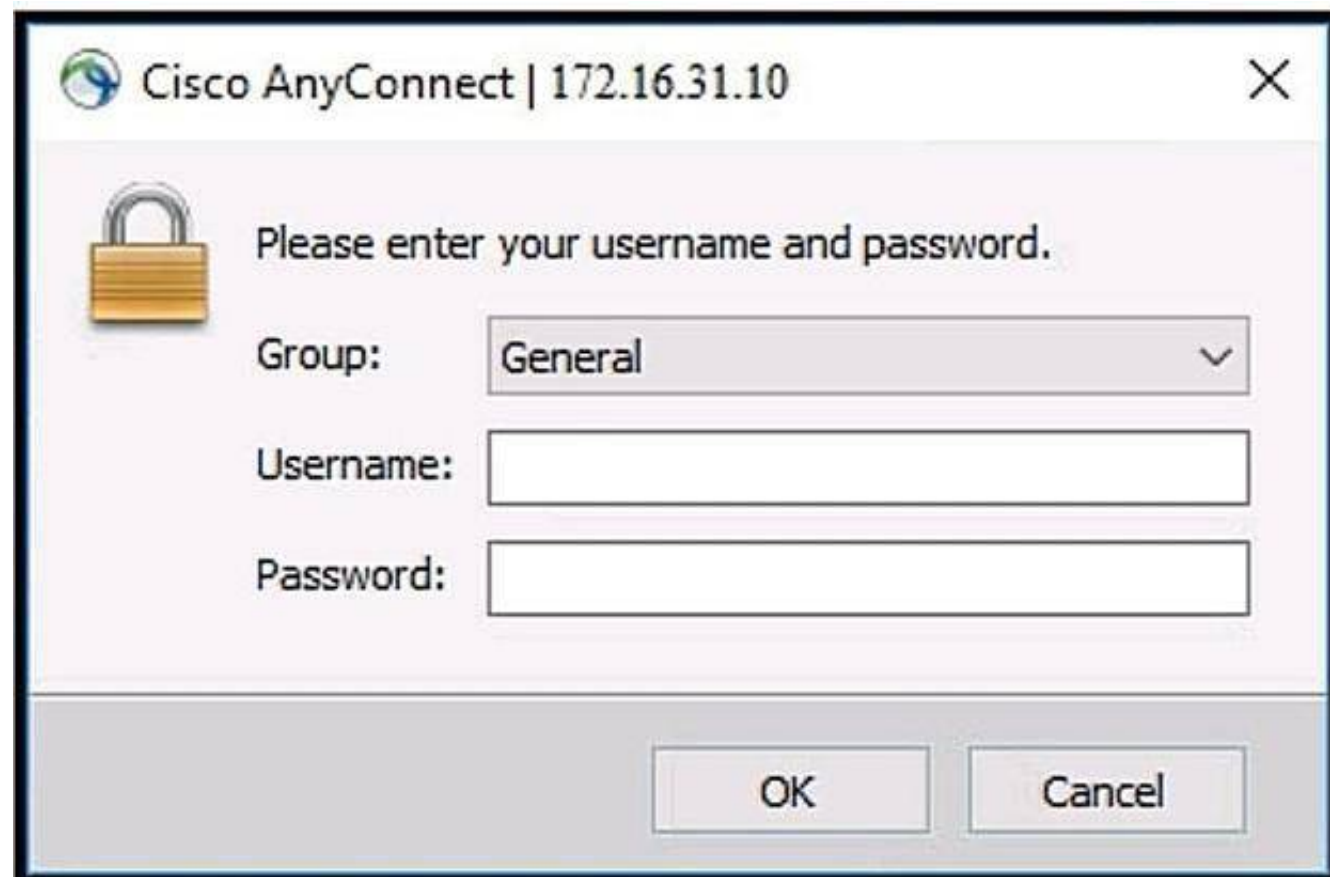 Cisco AnyConnect | 172.16.31.10
Please enter your username and password.
Group: General
Username:
Password:
OK Cancel